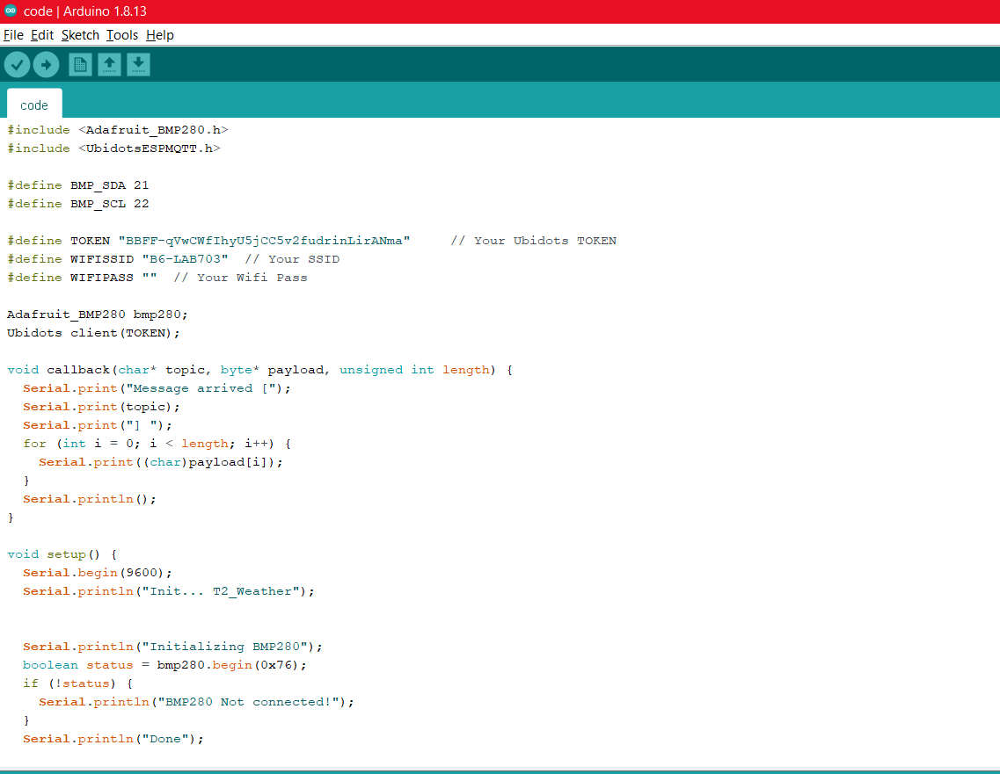 code | Arduino 1.8.13
File Edit Sketch Tools Help
code
#include <Adafruit_BMP280.h>
#include <UbidotsESPMQTT.h>
#define BMP_SDA 21
#define BMP_SCL 22
#define TOKEN "BBFF-qVwCWfIhyU5jCC5v2fudrinLirANma"     // Your Ubidots TOKEN
#define WIFISSID "B6-LAB703"  // Your SSID
#define WIFIPASS ""  // Your Wifi Pass
Adafruit_BMP280 bmp280;
Ubidots client(TOKEN);
void callback(char* topic, byte* payload, unsigned int length) {
  Serial.print("Message arrived [");
  Serial.print(topic);
  Serial.print("] ");
  for (int i = 0; i < length; i++) {
    Serial.print((char)payload[i]);
  }
  Serial.println();
}
void setup() {
  Serial.begin(9600);
  Serial.println("Init... T2_Weather");
  Serial.println("Initializing BMP280");
  boolean status = bmp280.begin(0x76);
  if (!status) {
    Serial.println("BMP280 Not connected!");
  }
  Serial.println("Done");